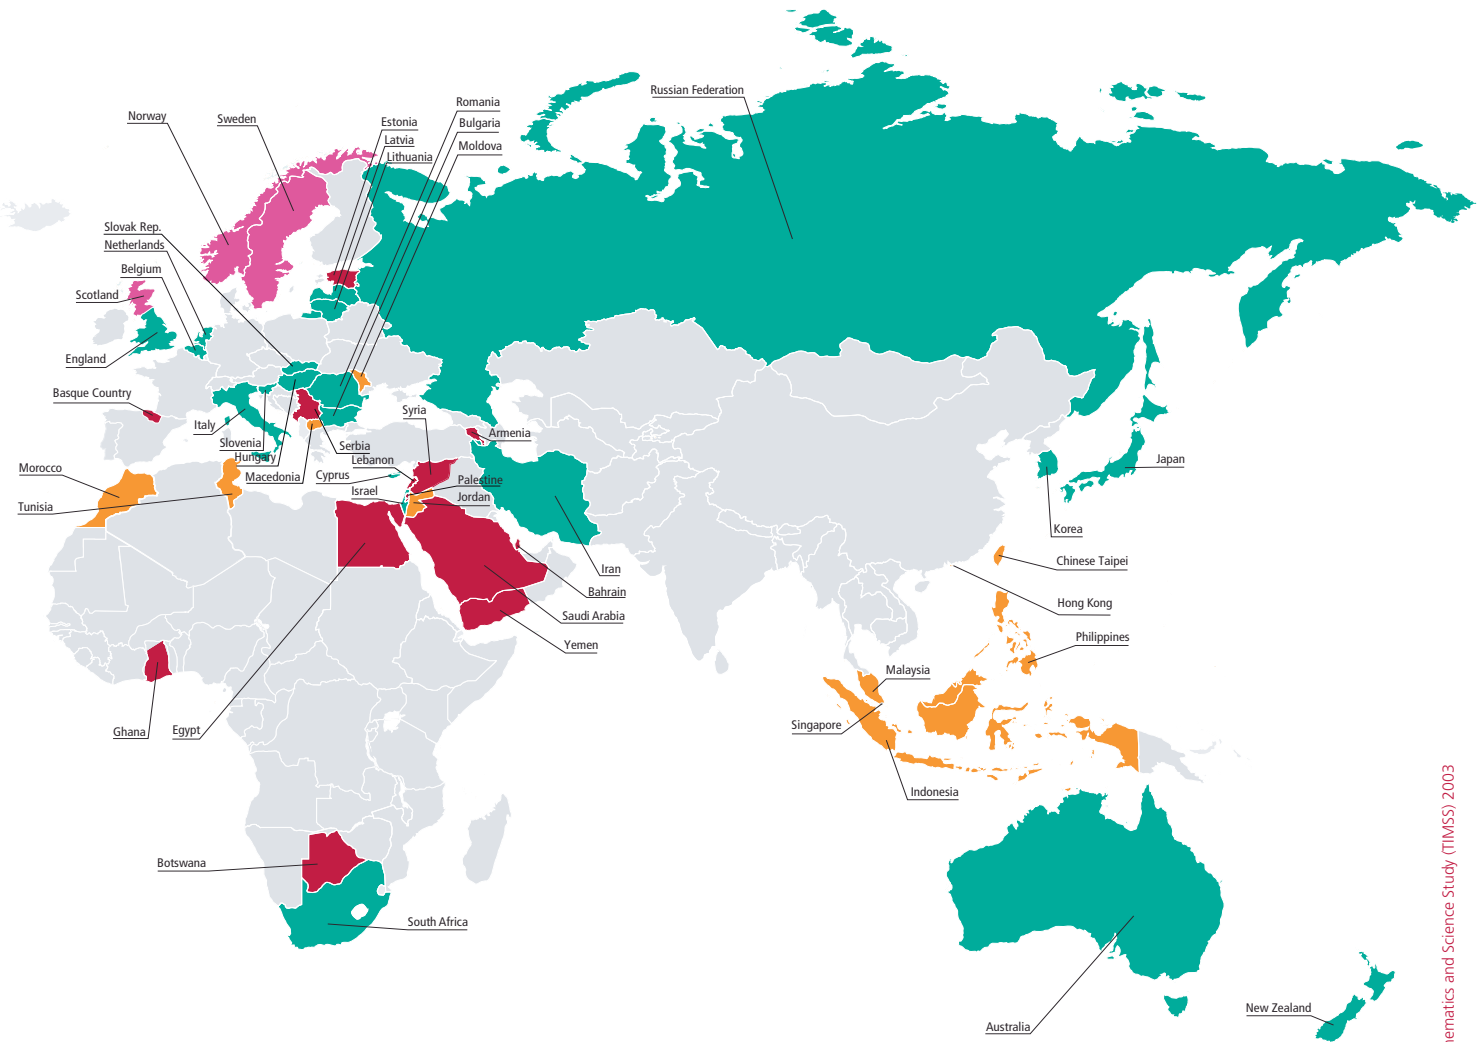 Russian Federation
Romania
Bulgaria
Moldova
Estonia
Latvia
Lithuania
Norway
Sweden
Slovak Rep.
Netherlands
Belgium
Scotland
England
Basque Country
Italy
Slovenia
Hungary
Macedonia
Serbia
Lebanon
Cyprus
Israel
Syria
Armenia
Palestine
Jordan
Morocco
Tunisia
Japan
Korea
Chinese Taipei
Hong Kong
Philippines
Iran
Bahrain
Saudi Arabia
Yemen
Malaysia
Singapore
Indonesia
Ghana
Egypt
Botswana
South Africa
Australia
New Zealand
and Science Study (TIMSS) 2003